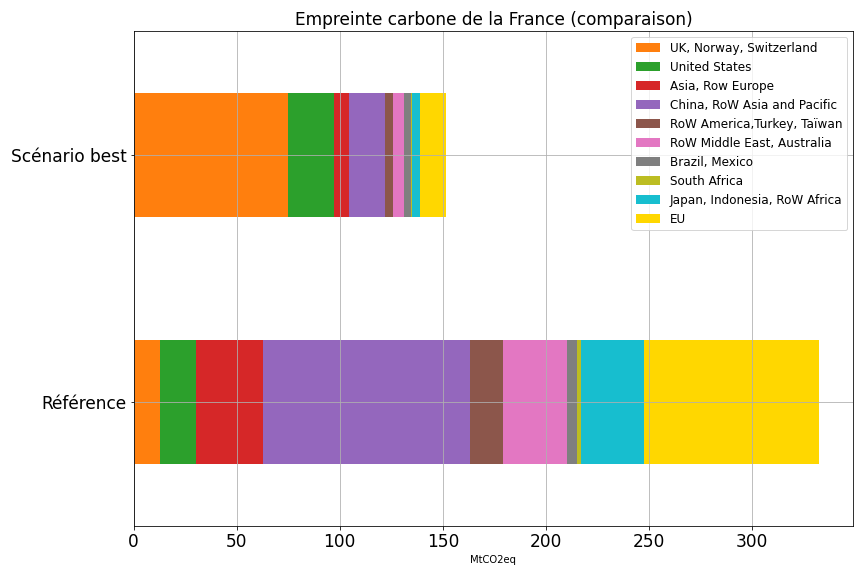 Empreinte carbone de la France (comparaison)
UK, Norway, Switzerland
United States
Asia, Row Europe
China, RoW Asia and Pacific
RoW America,Turkey, Taïwan
RoW Middle East, Australia
Brazil, Mexico
South Africa
Japan, Indonesia, RoW Africa
EU
Scénario best
Référence
0 50 100 150 200 250 300
MtCO2eq